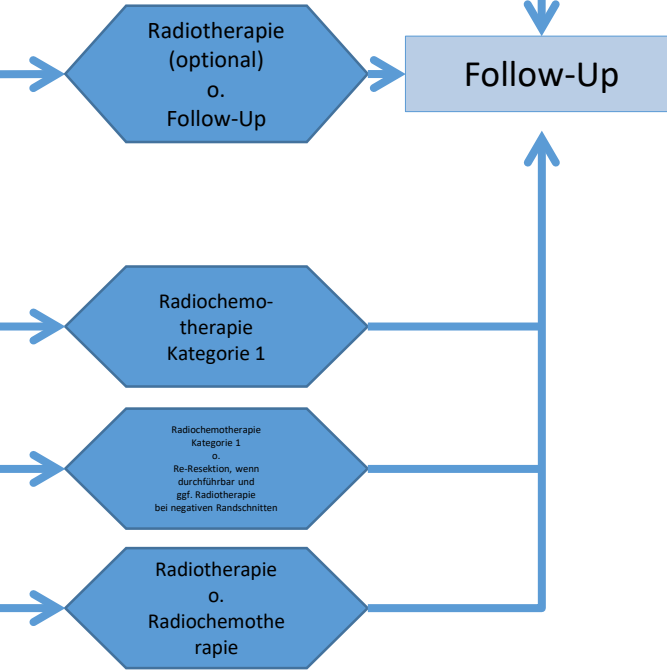 Radiotherapie
(optional)
o.
Follow-Up
Follow-Up
Radiochemo-
therapie
Kategorie 1
Radiochemotherapie
Kategorie 1
o.
Re-Resektion, wenn
durchführbar und
ggf. Radiotherapie
bei negativen Randschnitten
Radiotherapie
o.
Radiochemothe
rapie